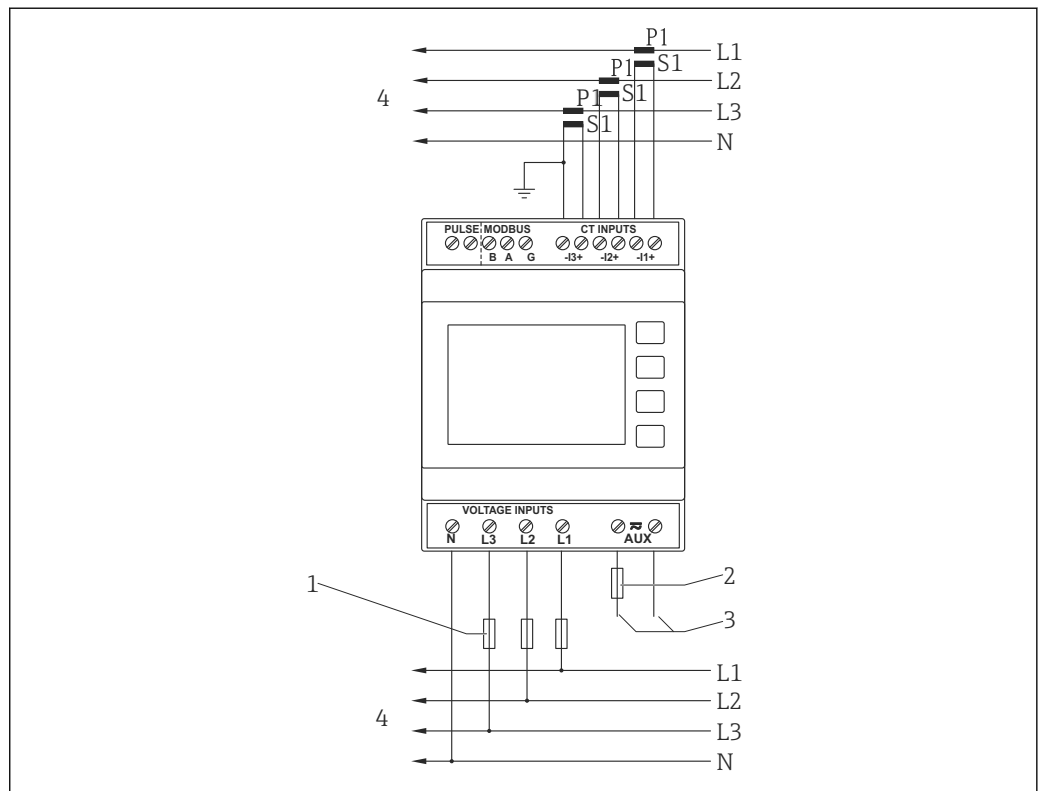 P1
L1
S1
P1
L2
S1
4
P1
L3
S1
N
PULSE MODBUS CT INPUTS
B A G -I3+ -I2+ -I1+
VOLTAGE INPUTS
N L3 L2 L1 AUX
1
2
3
L1
L2
4
L3
N